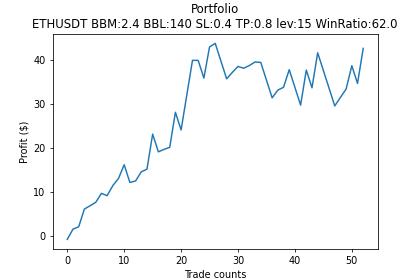 Portfolio
ETHUSDT BBM:2.4 BBL:140 SL:0.4 TP:0.8 lev:15 WinRatio:62.0
40
30
20
10
0
Profit ($)
0 10 20 30 40 50
Trade counts